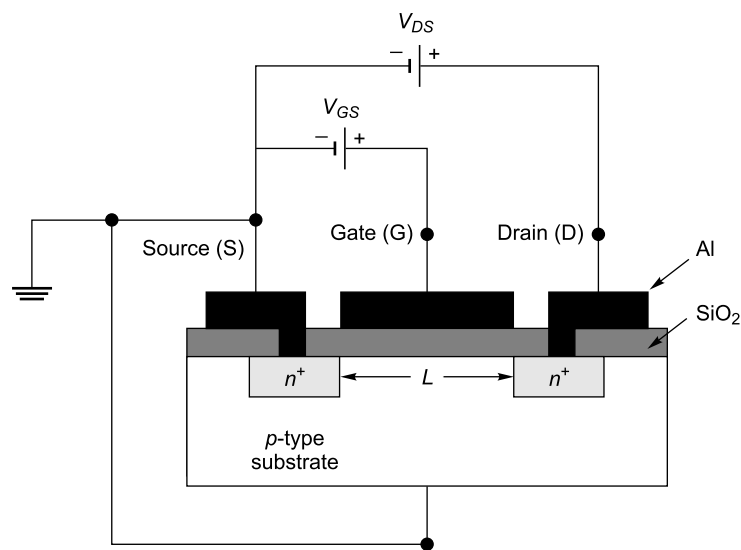 V_DS
− +
V_GS
− +
Source (S)
Gate (G)
Drain (D)
Al
SiO₂
n⁺
L
n⁺
p-type
substrate